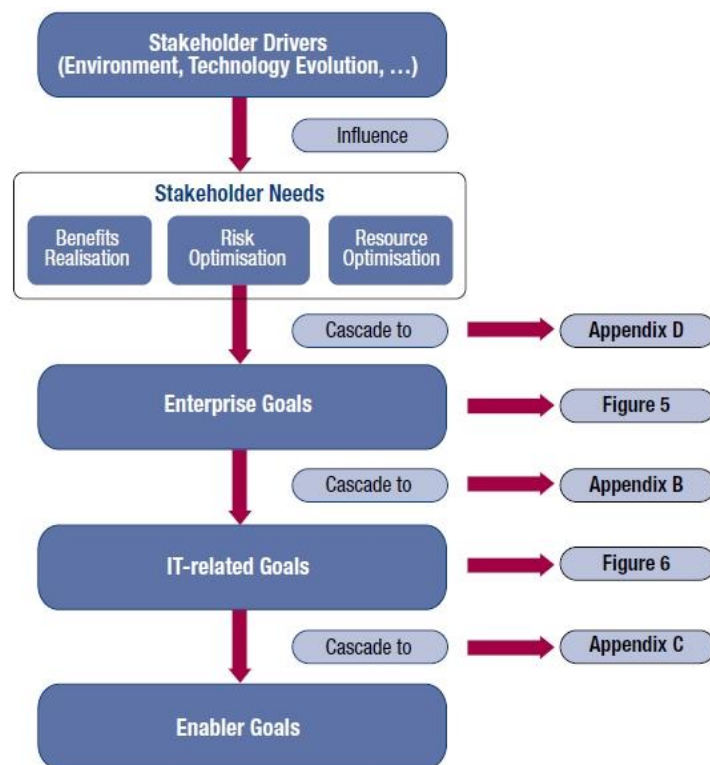 Stakeholder Drivers
(Environment, Technology Evolution, …)
Influence
Stakeholder Needs
Benefits
Realisation
Risk
Optimisation
Resource
Optimisation
Cascade to
Appendix D
Enterprise Goals
Figure 5
Cascade to
Appendix B
IT-related Goals
Figure 6
Cascade to
Appendix C
Enabler Goals